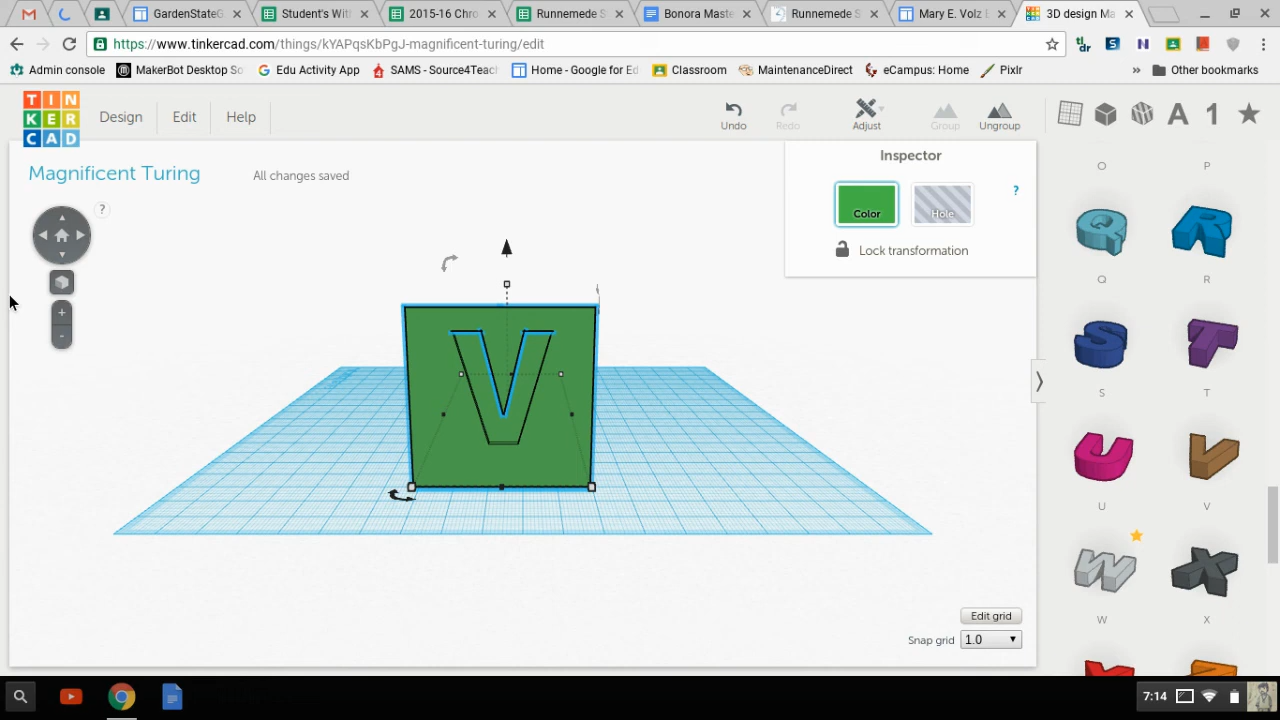 GardenStateG
Student's Wit
2015-16 Chro
Runnemede S
Bonora Maste
Runnemede S
Mary E. Volz E
3D design Ma
https://www.tinkercad.com/things/kYAPqsKbPgJ-magnificent-turing/edit
tl;dr S N
Admin console
MakerBot Desktop So
Edu Activity App
SAMS - Source4Teac
Home - Google for Ed
Classroom
MaintenanceDirect
eCampus: Home
Pixlr
» Other bookmarks
TIN
KER
CAD
Design
Edit
Help
Undo
Redo
Adjust
Group
Ungroup
A 1
Magnificent Turing
All changes saved
Inspector
Color
Hole
?
Lock transformation
?
+
-
V
O
P
Q
Q
R
R
S
S
T
T
U
U
V
V
W
W
X
X
Edit grid
Snap grid 1.0
7:14